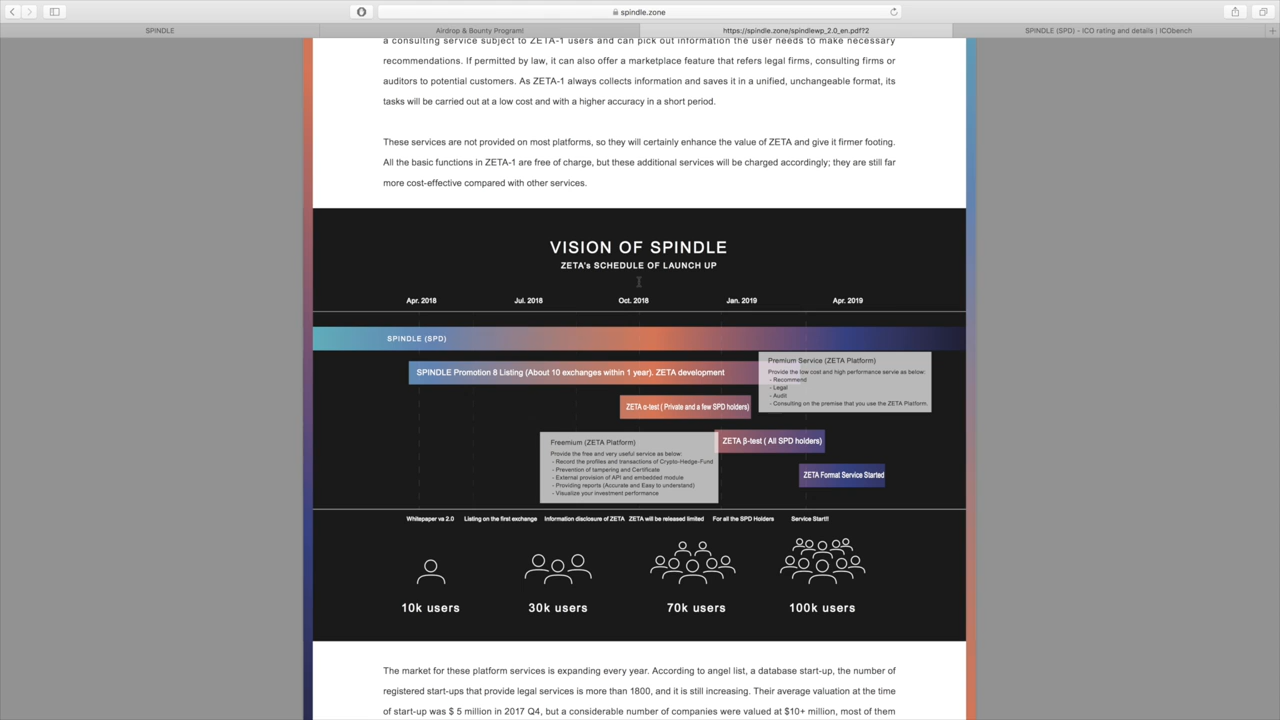 spindle.zone
SPINDLE
Airdrop & Bounty Program!
https://spindle.zone/spindlewp_2.0_en.pdf?2
SPINDLE (SPD) - ICO rating and details | ICObench
a consulting service subject to ZETA-1 users and can pick out information the user needs to make necessary
recommendations. If permitted by law, it can also offer a marketplace feature that refers legal firms, consulting firms or
auditors to potential customers. As ZETA-1 always collects information and saves it in a unified, unchangeable format, its
tasks will be carried out at a low cost and with a higher accuracy in a short period.
These services are not provided on most platforms, so they will certainly enhance the value of ZETA and give it firmer footing.
All the basic functions in ZETA-1 are free of charge, but these additional services will be charged accordingly; they are still far
more cost-effective compared with other services.
VISION OF SPINDLE
ZETA's SCHEDULE OF LAUNCH UP
Apr. 2018
Jul. 2018
Oct. 2018
Jan. 2019
Apr. 2019
SPINDLE (SPD)
SPINDLE Promotion 8 Listing (About 10 exchanges within 1 year). ZETA development
Premium Service (ZETA Platform)
Provide the low cost and high performance servie as below:
- Recommend
- Legal
- Audit
- Consulting on the premise that you use the ZETA Platform.
ZETA α-test ( Private and a few SPD holders)
Freemium (ZETA Platform)
Provide the free and very useful service as below:
- Record the profiles and transactions of Crypto-Hedge-Fund
- Prevention of tampering and Certificate
- External provision of API and embedded module
- Providing reports (Accurate and Easy to understand)
- Visualize your investment performance
ZETA β-test ( All SPD holders)
ZETA Format Service Started
Whitepaper va 2.0
Listing on the first exchange
Information disclosure of ZETA
ZETA will be released limited
For all the SPD Holders
Service Start!!
10k users
30k users
70k users
100k users
The market for these platform services is expanding every year. According to angel list, a database start-up, the number of
registered start-ups that provide legal services is more than 1800, and it is still increasing. Their average valuation at the time
of start-up was $ 5 million in 2017 Q4, but a considerable number of companies were valued at $10+ million, most of them